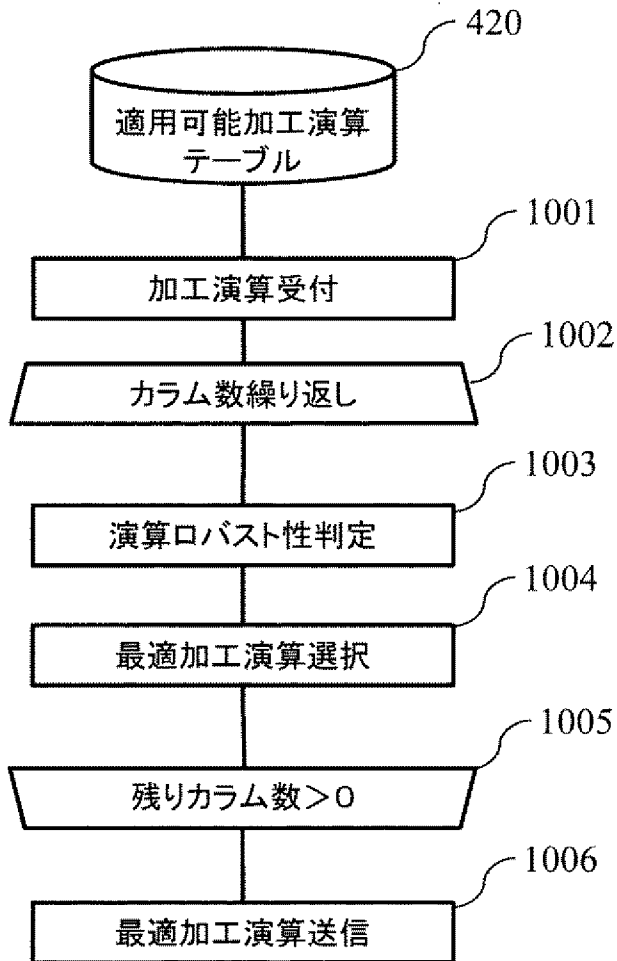 420
適用可能加工演算
テーブル
1001
加工演算受付
1002
カラム数繰り返し
1003
演算ロバスト性判定
1004
最適加工演算選択
1005
残りカラム数＞0
1006
最適加工演算送信